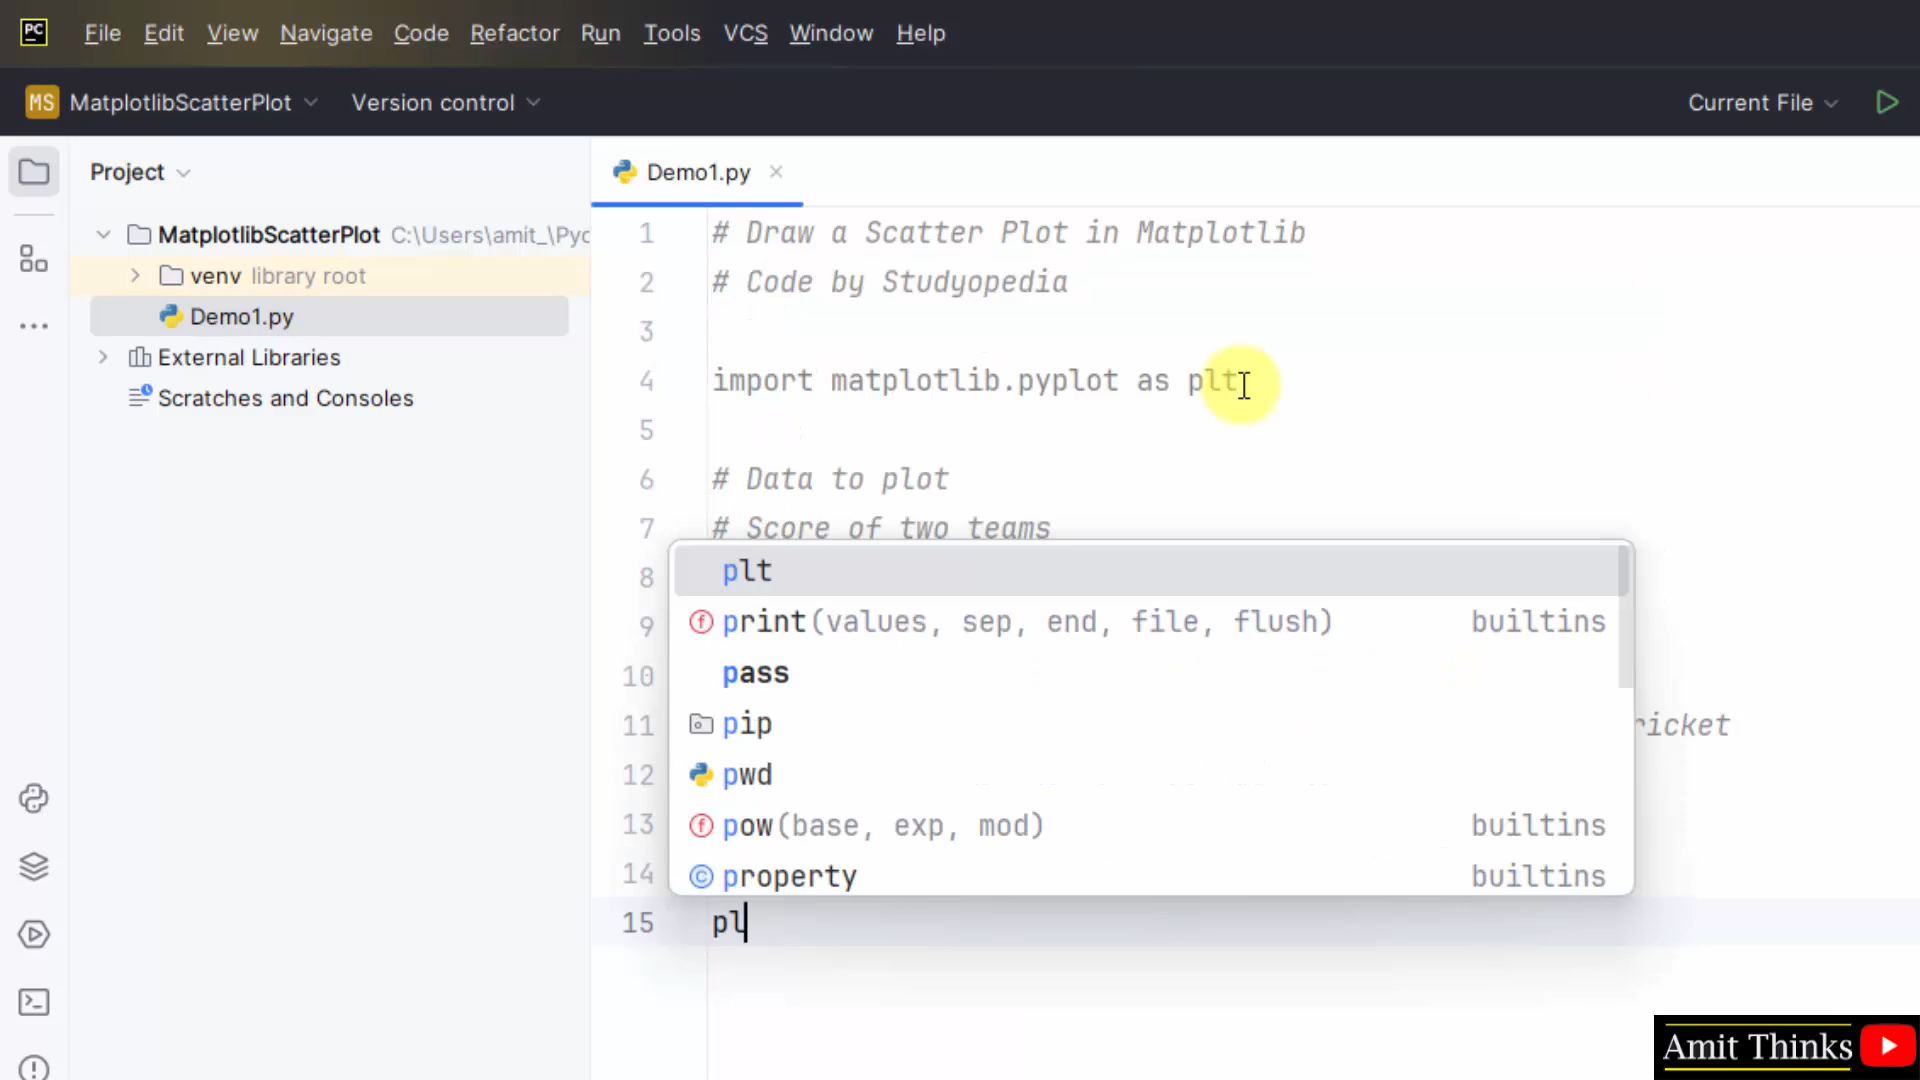 PC File Edit View Navigate Code Refactor Run Tools VCS Window Help
MS MatplotlibScatterPlot Version control Current File
Project
Demo1.py
MatplotlibScatterPlot C:\Users\amit_\Pyc
venv library root
Demo1.py
External Libraries
Scratches and Consoles
1 # Draw a Scatter Plot in Matplotlib
2 # Code by Studyopedia
3
4 import matplotlib.pyplot as plt
5
6 # Data to plot
7 # Score of two teams
8
9
10
11 ricket
12
13
14
15 pl
plt
print(values, sep, end, file, flush) builtins
pass
pip
pwd
pow(base, exp, mod) builtins
property builtins
Amit Thinks